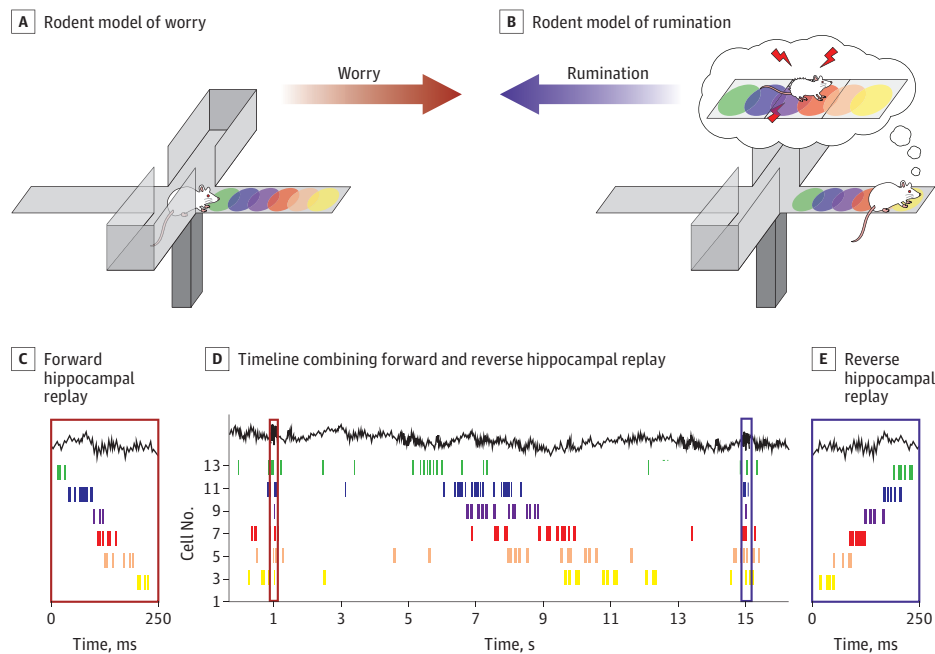 A Rodent model of worry
B Rodent model of rumination
Worry
Rumination
C Forward
hippocampal
replay
D Timeline combining forward and reverse hippocampal replay
E Reverse
hippocampal
replay
Cell No.
13
11
9
7
5
3
1
0 250
Time, ms
1 3 5 7 9 11 13 15
Time, s
0 250
Time, ms